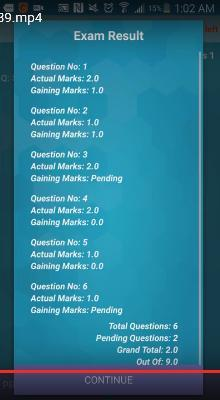 39.mp4
15% 1:02 AM
left
Exam Result
s 1
Q:
Question No: 1
Actual Marks: 2.0
Gaining Marks: 1.0
Question No: 2
Actual Marks: 1.0
Gaining Marks: 1.0
Question No: 3
Actual Marks: 2.0
Gaining Marks: Pending
Question No: 4
Actual Marks: 2.0
Gaining Marks: 0.0
Question No: 5
Actual Marks: 1.0
Gaining Marks: 0.0
Question No: 6
Actual Marks: 1.0
Gaining Marks: Pending
Total Questions: 6
Pending Questions: 2
Grand Total: 2.0
Out Of: 9.0
CONTINUE